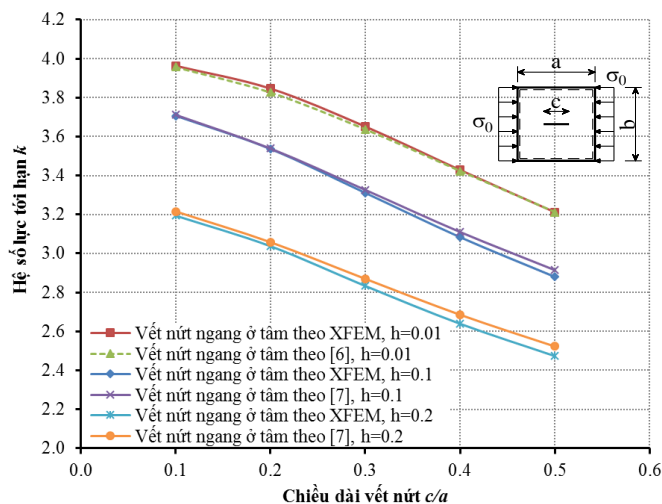 4.2
4.0
3.8
3.6
3.4
3.2
3.0
2.8
2.6
2.4
2.2
2.0
Hệ số lực tới hạn k
a
σ0
c
σ0
b
Vết nứt ngang ở tâm theo XFEM, h=0.01
Vết nứt ngang ở tâm theo [6], h=0.01
Vết nứt ngang ở tâm theo XFEM, h=0.1
Vết nứt ngang ở tâm theo [7], h=0.1
Vết nứt ngang ở tâm theo XFEM, h=0.2
Vết nứt ngang ở tâm theo [7], h=0.2
0.0 0.1 0.2 0.3 0.4 0.5 0.6
Chiều dài vết nứt c/a